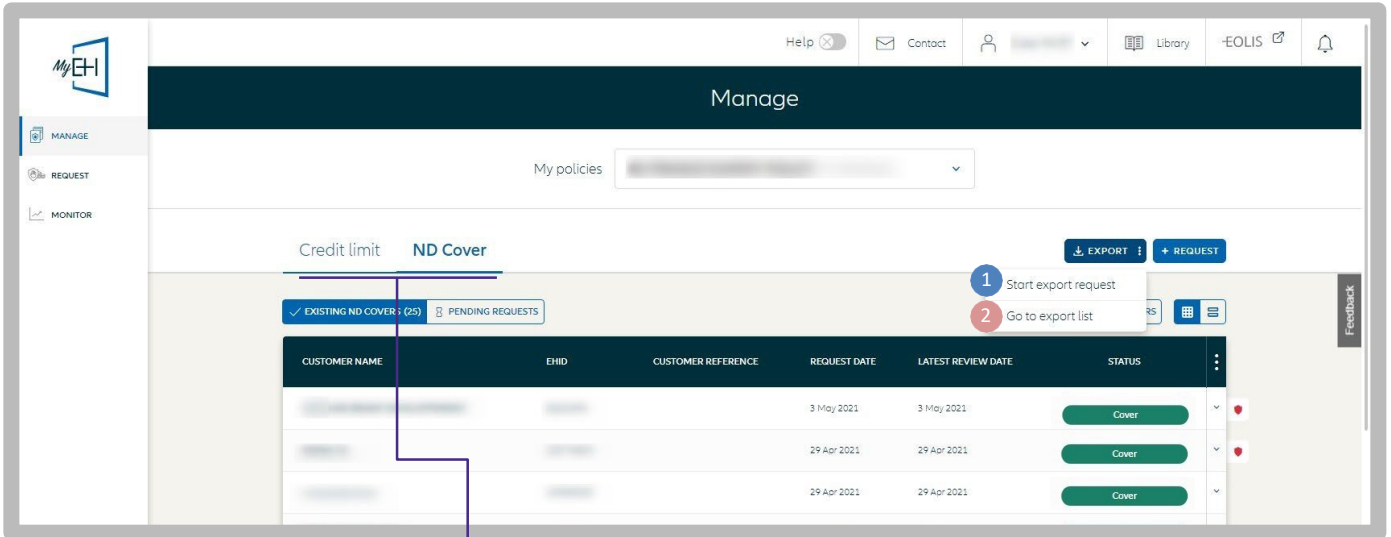 Help Contact Library EOLIS
My EH
Manage
MANAGE
REQUEST
MONITOR
My policies
Credit limit ND Cover EXPORT + REQUEST
1 Start export request
2 Go to export list
EXISTING ND COVERS (25) PENDING REQUESTS RS
Feedback
CUSTOMER NAME EHID CUSTOMER REFERENCE REQUEST DATE LATEST REVIEW DATE STATUS
3 May 2021 3 May 2021 Cover
29 Apr 2021 29 Apr 2021 Cover
29 Apr 2021 29 Apr 2021 Cover